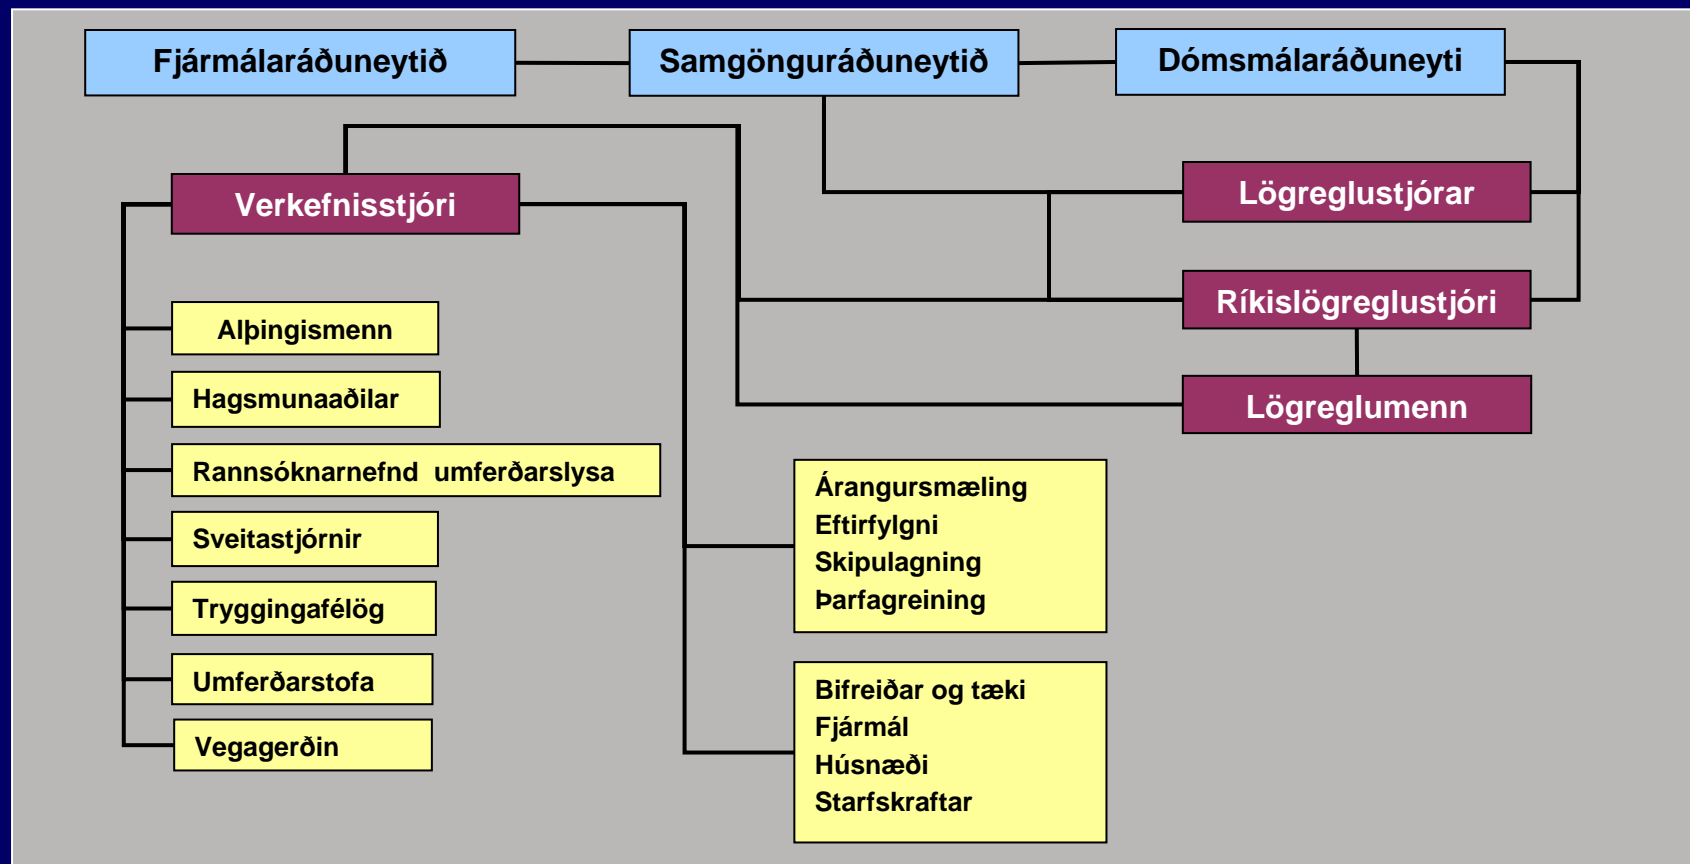 Fjármálaráðuneytið
Samgönguráðuneytið
Dómsmálaráðuneyti
Verkefnisstjóri
Lögreglustjórar
Ríkislögreglustjóri
Lögreglumenn
Alþingismenn
Hagsmunaaðilar
Rannsóknarnefnd umferðarslysa
Sveitastjórnir
Tryggingafélög
Umferðarstofa
Vegagerðin
Árangursmæling
Eftirfylgni
Skipulagning
Þarfagreining
Bifreiðar og tæki
Fjármál
Húsnæði
Starfskraftar